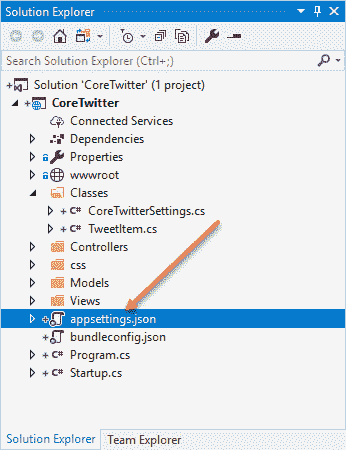 Solution Explorer
Search Solution Explorer (Ctrl+;)
Solution 'CoreTwitter' (1 project)
CoreTwitter
Connected Services
Dependencies
Properties
wwwroot
Classes
C# CoreTwitterSettings.cs
C# TweetItem.cs
Controllers
css
Models
Views
appsettings.json
bundleconfig.json
C# Program.cs
C# Startup.cs
Solution Explorer Team Explorer